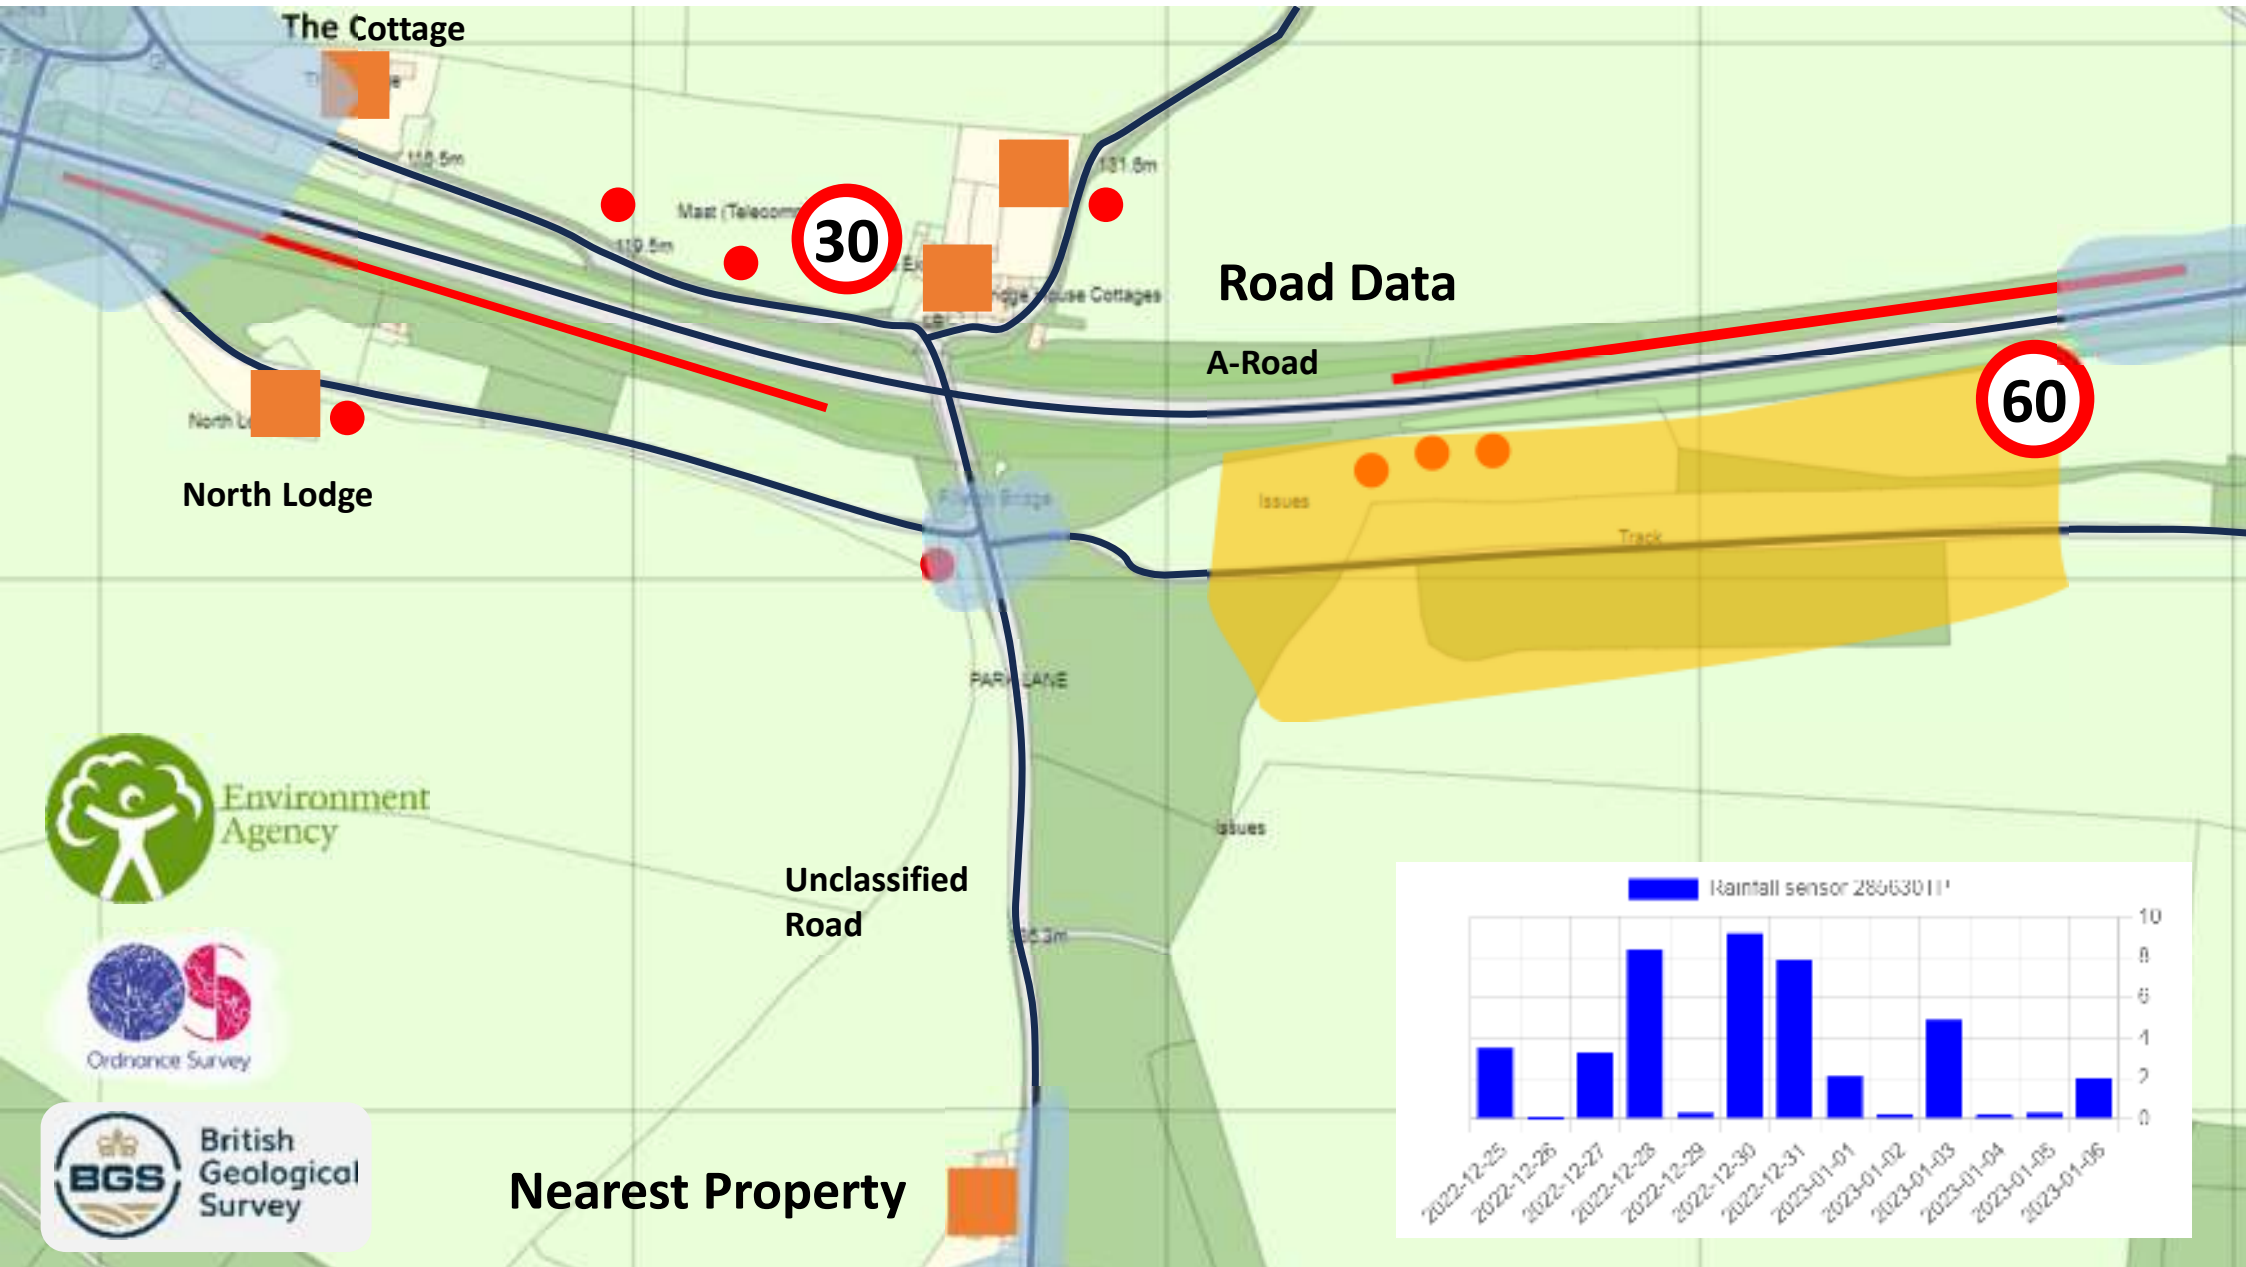 The Cottage
118.5m
131.8m
Mast (Telecom
30
119.5m
Road Data
use Cottages
A-Road
60
North L
North Lodge
Issues
Track
PARK LANE
Environment
Agency
Issues
Unclassified
Road
Rainfall sensor 285630TP
10
8
6
4
2
0
Ordnance Survey
BGS
British
Geological
Survey
Nearest Property
2022-12-25
2022-12-26
2022-12-27
2022-12-28
2022-12-29
2022-12-30
2022-12-31
2023-01-01
2023-01-02
2023-01-03
2023-01-04
2023-01-05
2023-01-06